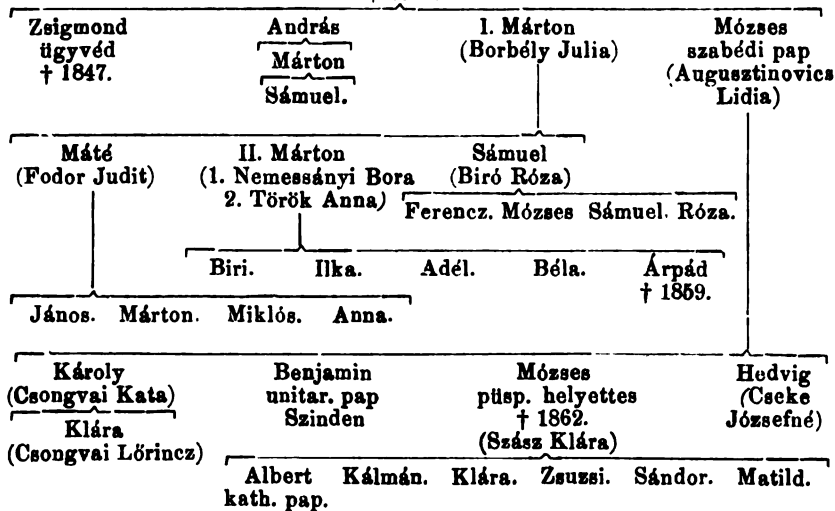 Zsigmond András I. Márton Mózses
ügyvéd (Borbély Julia) szabédi pap
† 1847. Márton (Augusztinovics
Sámuel. Lidia)
Máté II. Márton Sámuel
(Fodor Judit) (1. Nemessányi Bora (Biró Róza)
2. Török Anna) Ferencz. Mózses Sámuel. Róza.
Biri. Ilka. Adél. Béla. Árpád
† 1859.
János. Márton. Miklós. Anna.
Károly Benjamin Mózses Hedvig
(Csongvai Kata) unitar. pap püsp. helyettes (Cseke
Szinden † 1862. Józsefné)
Klára (Szász Klára)
(Csongvai Lőrincz)
Albert Kálmán. Klára. Zsuzsi. Sándor. Matild.
kath. pap.